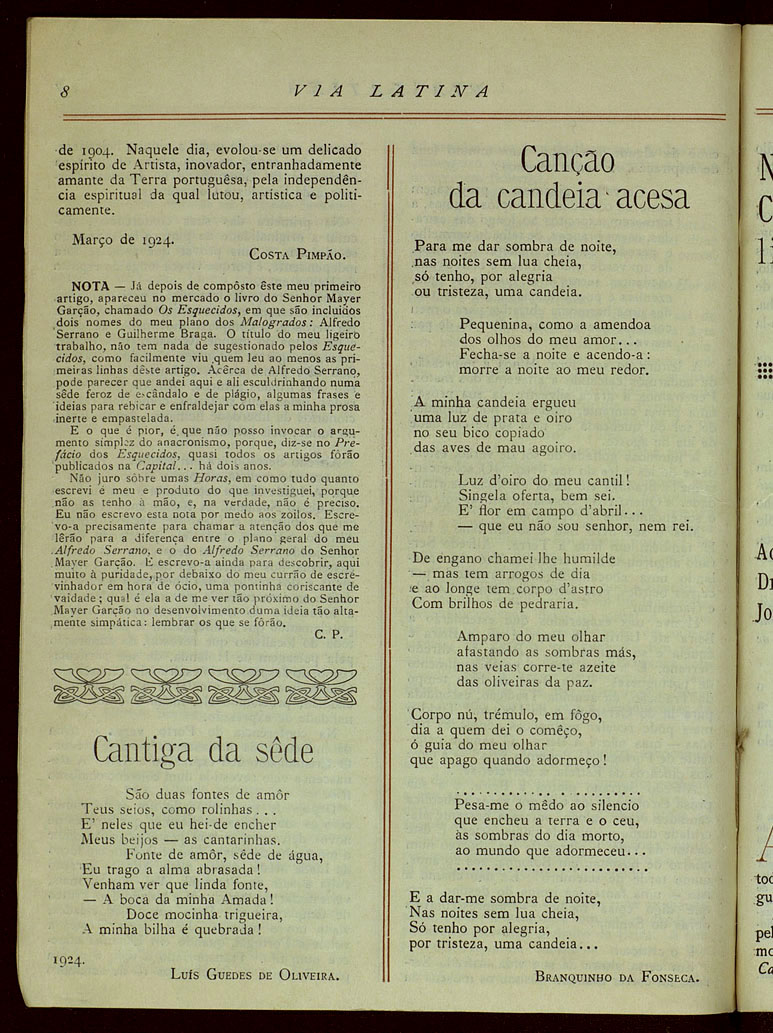 8
VIA LATINA
de 1904. Naquele dia, evolou-se um delicado
espírito de Artista, inovador, entranhadamente
amante da Terra portuguêsa, pela independên-
cia espiritual da qual lutou, artística e politi-
camente.
Março de 1924.
COSTA PIMPÃO.
NOTA — Já depois de compôsto êste meu primeiro
artigo, apareceu no mercado o livro do Senhor Mayer
Garção, chamado Os Esquecidos, em que são incluídos
dois nomes do meu plano dos Malogrados: Alfredo
Serrano e Guilherme Braga. O título do meu ligeiro
trabalho, não tem nada de sugestionado pelos Esque-
cidos, como facilmente viu quem leu ao menos as pri-
meiras linhas dêste artigo. Acêrca de Alfredo Serrano,
pode parecer que andei aqui e ali esculdrinhando numa
sêde feroz de escândalo e de plágio, algumas frases e
ideias para rebicar e enfraldejar com elas a minha prosa
inerte e empastelada.
E o que é pior, é que não posso invocar o argu-
mento simplez do anacronismo, porque, diz-se no Pre-
fácio dos Esquecidos, quasi todos os artigos fôrão
publicados na Capital... há dois anos.
Não juro sôbre umas Horas, em como tudo quanto
escrevi é meu e produto do que investiguei, porque
não as tenho à mão, e, na verdade, não é preciso.
Eu não escrevo esta nota por medo aos zoilos. Escre-
vo-a precisamente para chamar a atenção dos que me
lêrão para a diferença entre o plano geral do meu
Alfredo Serrano, e o do Alfredo Serrano do Senhor
Mayer Garção. E escrevo-a ainda para descobrir, aqui
muito à puridade, por debaixo do meu currão de escre-
vinhador em hora de ócio, uma pontinha coriscante de
vaidade; qual é ela a de me ver tão próximo do Senhor
Mayer Garção no desenvolvimento duma ideia tão alta-
mente simpática: lembrar os que se fôrão.
C. P.
Cantiga da sêde
São duas fontes de amôr
Teus seios, como rolinhas...
E' neles que eu hei-de encher
Meus beijos — as cantarinhas.
Fonte de amôr, sêde de água,
Eu trago a alma abrasada!
Venham ver que linda fonte,
— A boca da minha Amada!
Doce mocinha trigueira,
A minha bilha é quebrada!
1924.
LUÍS GUEDES DE OLIVEIRA.
Canção
da candeia acesa
Para me dar sombra de noite,
nas noites sem lua cheia,
só tenho, por alegria
ou tristeza, uma candeia.
Pequenina, como a amendoa
dos olhos do meu amor...
Fecha-se a noite e acendo-a:
morre a noite ao meu redor.
A minha candeia ergueu
uma luz de prata e oiro
no seu bico copiado
das aves de mau agoiro.
Luz d'oiro do meu cantil!
Singela oferta, bem sei.
E' flor em campo d'abril...
— que eu não sou senhor, nem rei.
De engano chamei lhe humilde
— mas tem arrogos de dia
e ao longe tem corpo d'astro
Com brilhos de pedraria.
Amparo do meu olhar
afastando as sombras más,
nas veias corre-te azeite
das oliveiras da paz.
Corpo nú, trémulo, em fôgo,
dia a quem dei o comêço,
ó guia do meu olhar
que apago quando adormeço!
. . . . . . . . . . . . . . . . . . . . . . . .
Pesa-me o mêdo ao silencio
que encheu a terra e o ceu,
às sombras do dia morto,
ao mundo que adormeceu...
. . . . . . . . . . . . . . . . . . . . . . . .
E a dar-me sombra de noite,
Nas noites sem lua cheia,
Só tenho por alegria,
por tristeza, uma candeia...
BRANQUINHO DA FONSECA.